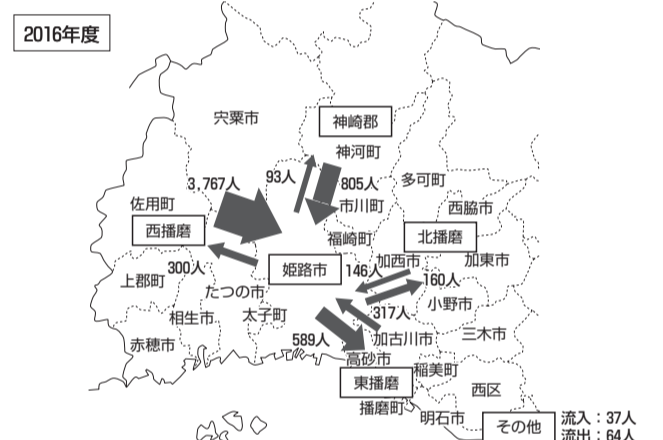 2016年度
宍粟市
神崎郡
神河町
93人
805人
3,767人
多可町
佐用町
市川町
西脇市
西播磨
福崎町
北播磨
300人
姫路市
146人
加西市
加東市
上郡町
160人
たつの市
小野市
相生市
太子町
317人
赤穂市
589人
加古川市
三木市
高砂市
稲美町
東播磨
西区
播磨町
明石市
その他
流入：37人
流出：64人